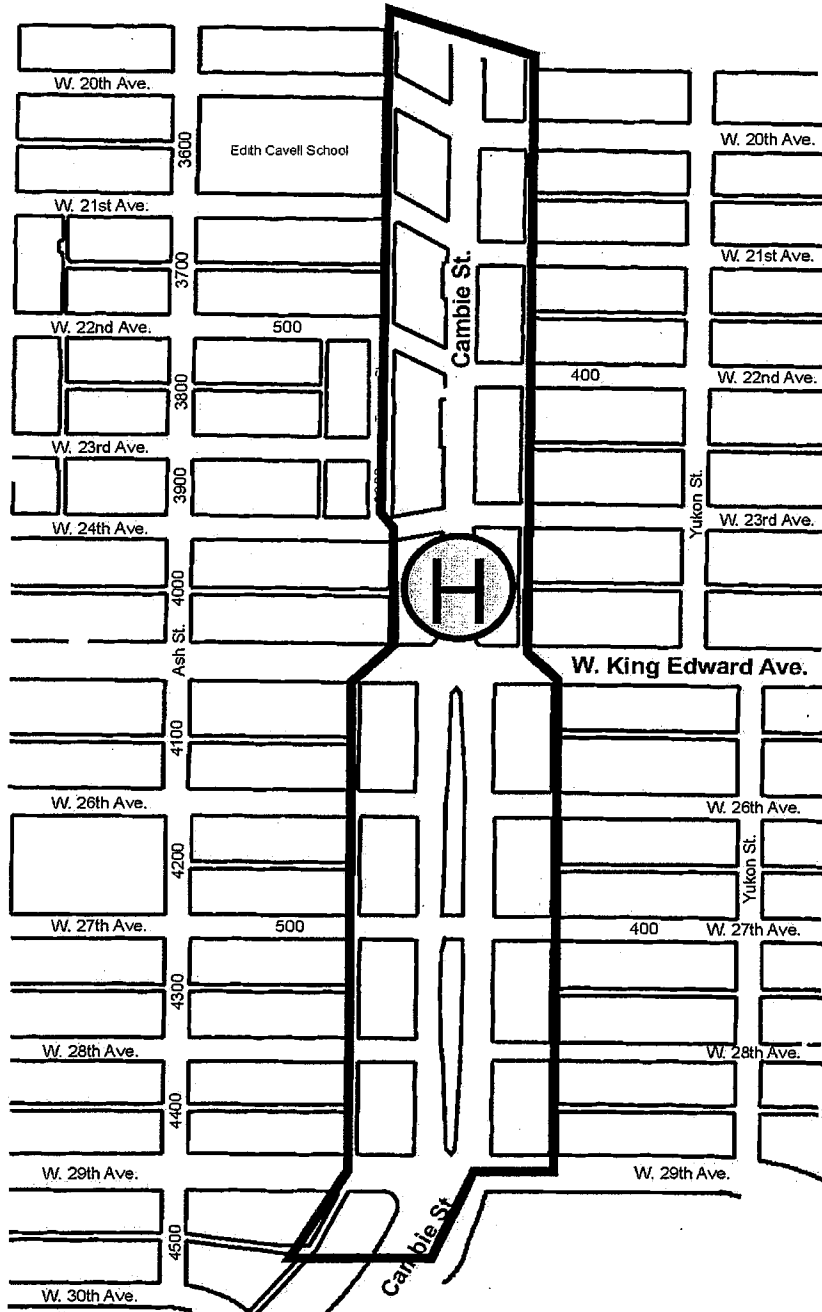 W. 20th Ave.
W. 20th Ave.
3600
Edith Cavell School
W. 21st Ave.
W. 21st Ave.
3700
Cambie St.
W. 22nd Ave.
500
400
W. 22nd Ave.
3800
W. 23rd Ave.
3900
Yukon St.
W. 23rd Ave.
W. 24th Ave.
4000
H
Ash St.
W. King Edward Ave.
4100
W. 26th Ave.
W. 26th Ave.
4200
Yukon St.
W. 27th Ave.
500
400
W. 27th Ave.
4300
W. 28th Ave.
W. 28th Ave.
4400
W. 29th Ave.
W. 29th Ave.
4500
Cambie St
W. 30th Ave.